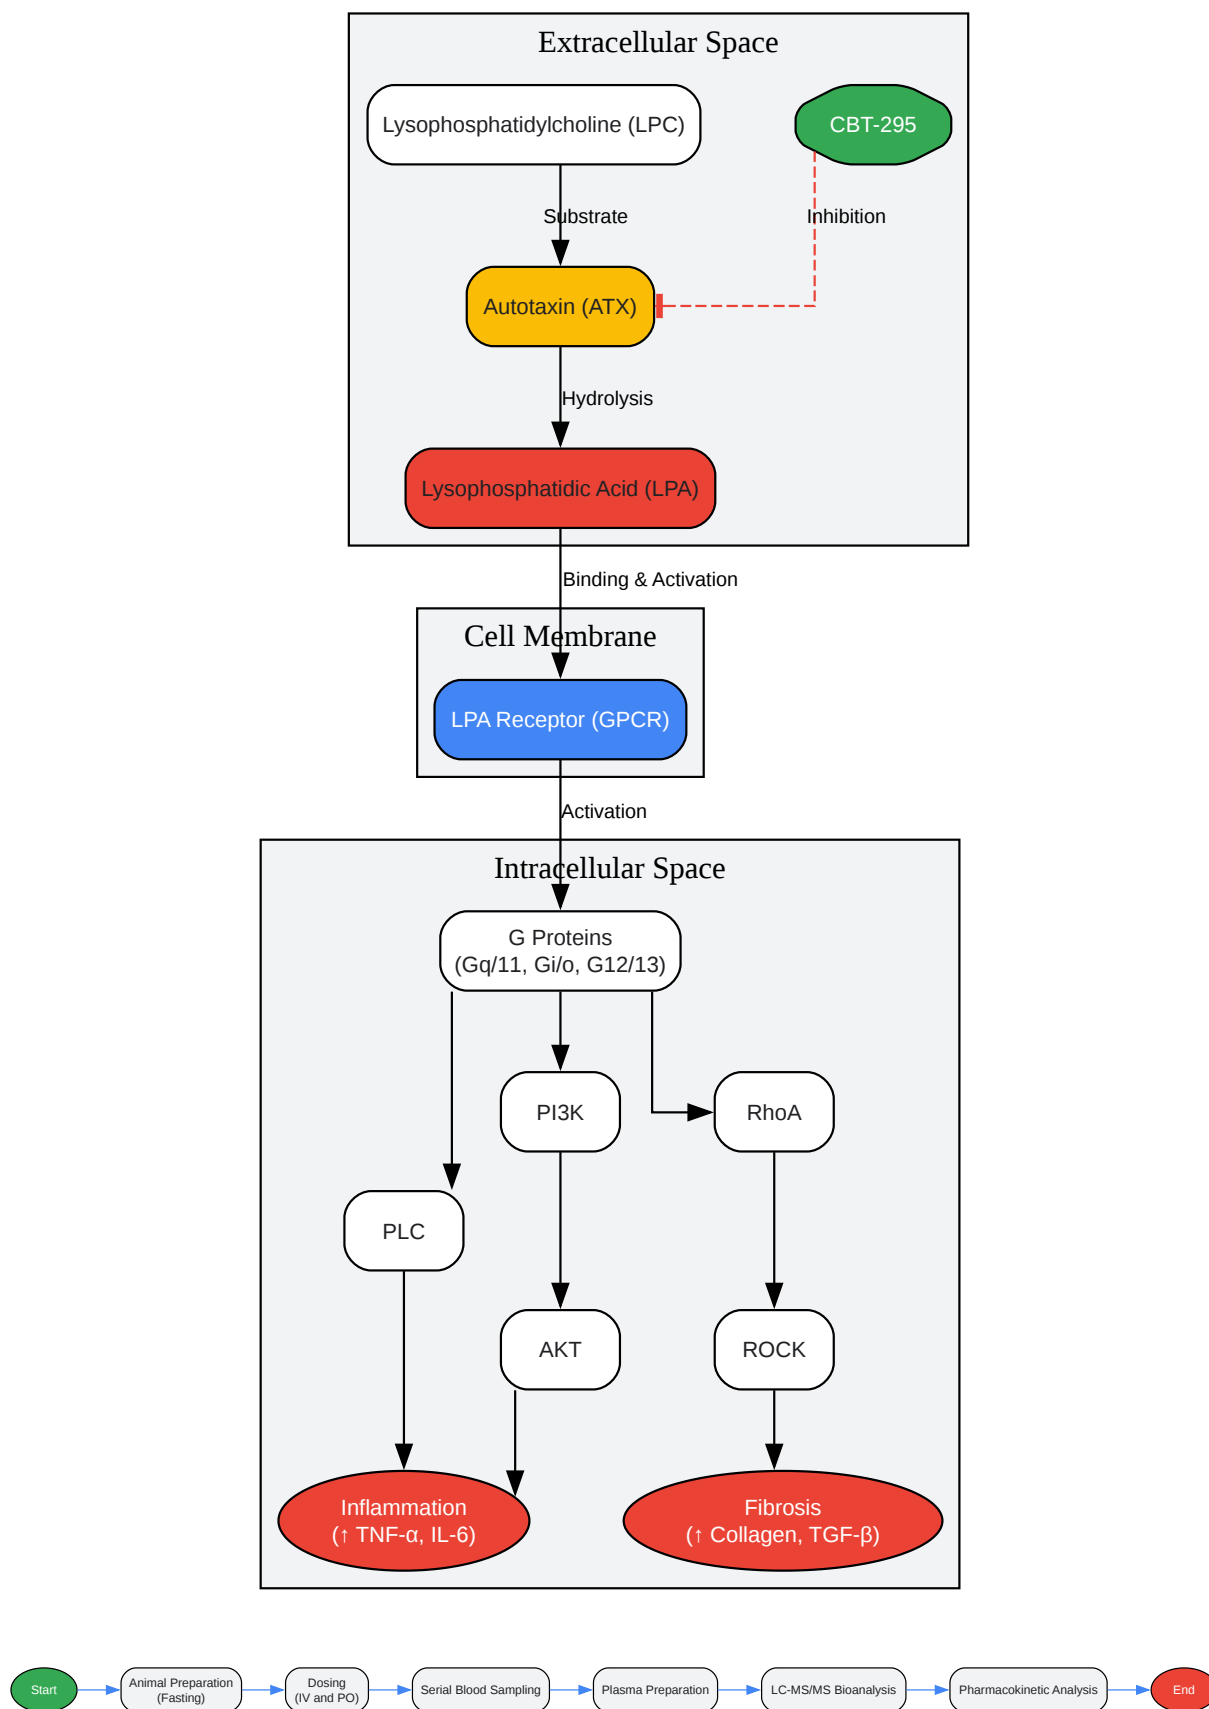 Extracellular Space
Lysophosphatidylcholine (LPC)
CBT-295
Substrate
Inhibition
Autotaxin (ATX)
Hydrolysis
Lysophosphatidic Acid (LPA)
Binding & Activation
Cell Membrane
LPA Receptor (GPCR)
Activation
Intracellular Space
G Proteins
(Gq/11, Gi/o, G12/13)
PI3K
RhoA
PLC
AKT
ROCK
Inflammation
(↑ TNF-α, IL-6)
Fibrosis
(↑ Collagen, TGF-β)
Start
Animal Preparation
(Fasting)
Dosing
(IV and PO)
Serial Blood Sampling
Plasma Preparation
LC-MS/MS Bioanalysis
Pharmacokinetic Analysis
End